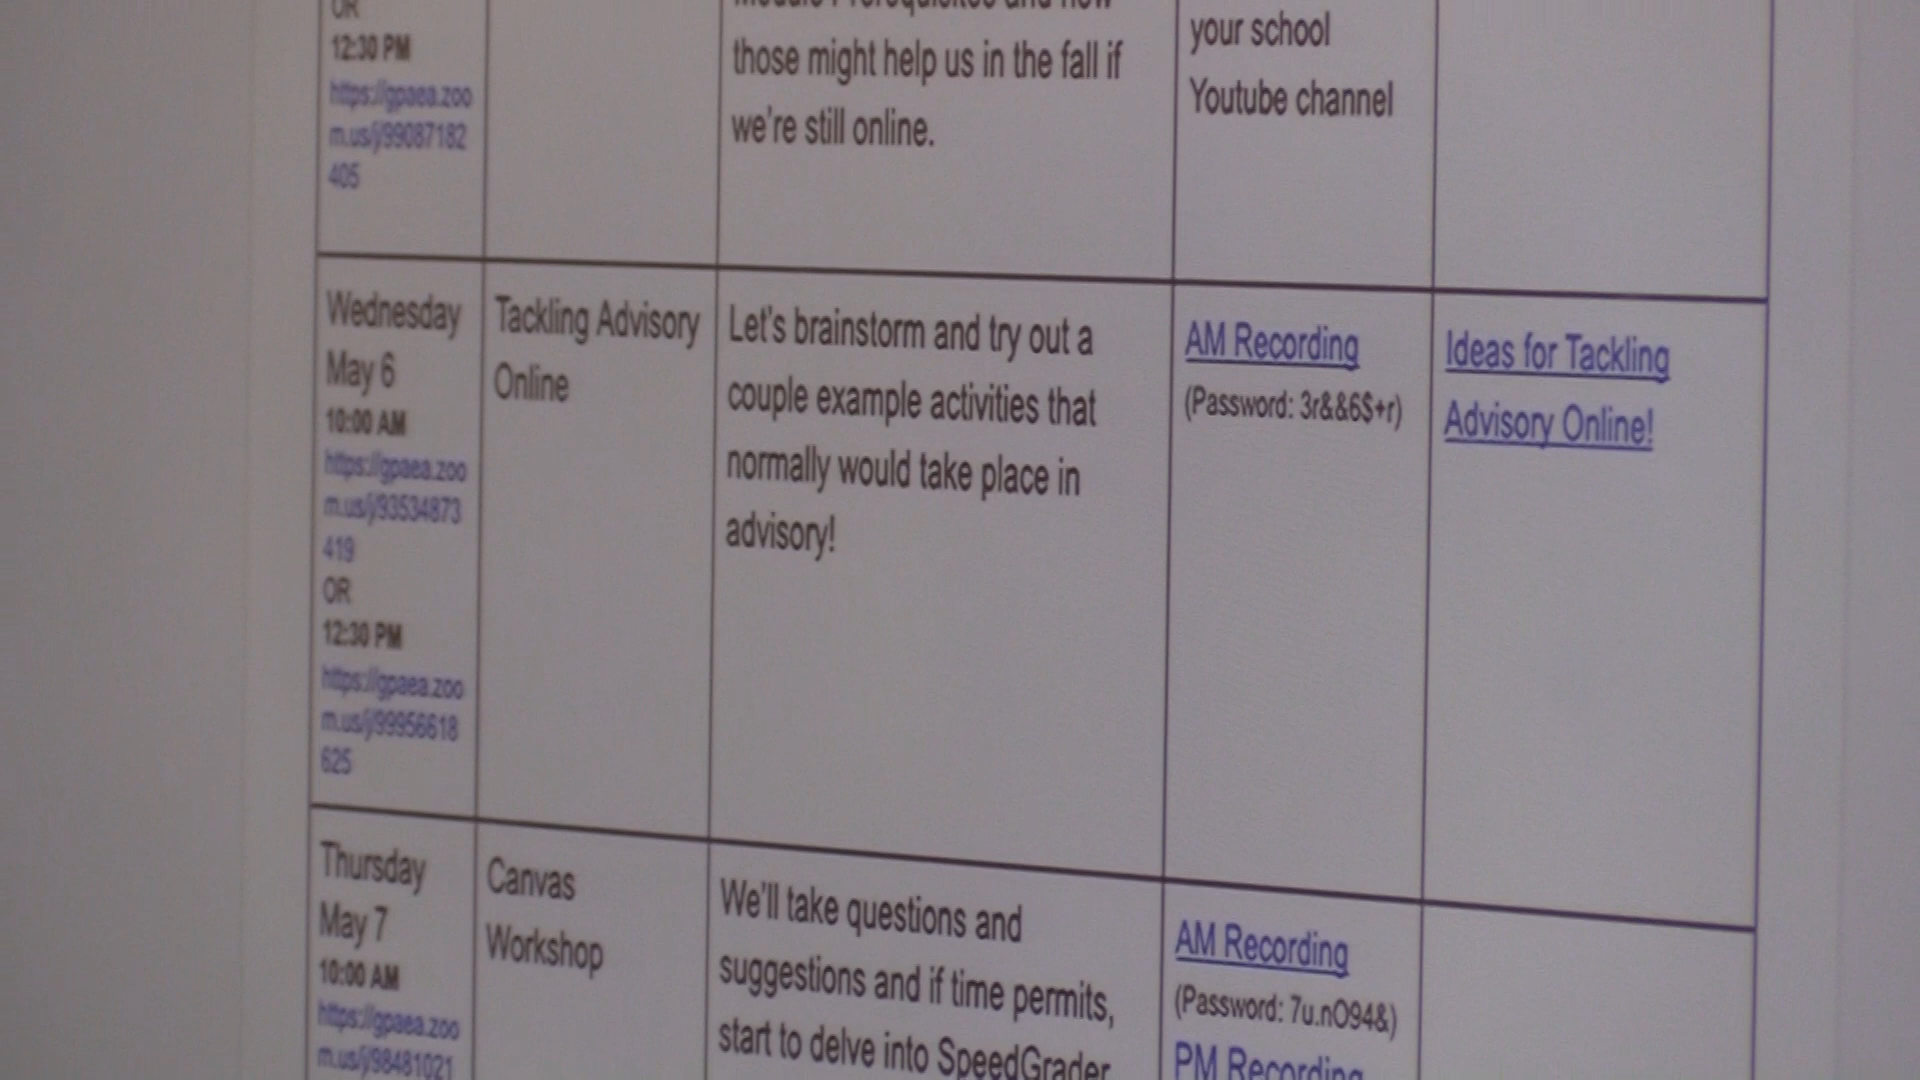 OR
12:30 PM
https://gpaea.zoo
m.us/j/99087182
405
Module Prerequisites and how
those might help us in the fall if
we're still online.
your school
Youtube channel
Wednesday
May 6
10:00 AM
https://gpaea.zoo
m.us/j/93534873
419
OR
12:30 PM
https://gpaea.zoo
m.us/j/99956618
625
Tackling Advisory
Online
Let's brainstorm and try out a
couple example activities that
normally would take place in
advisory!
AM Recording
(Password: 3r&&6$+r)
Ideas for Tackling
Advisory Online!
Thursday
May 7
10:00 AM
https://gpaea.zoo
m.us/j/98481021
Canvas
Workshop
We'll take questions and
suggestions and if time permits,
start to delve into SpeedGrader
AM Recording
(Password: 7u.nO94&)
PM Recording